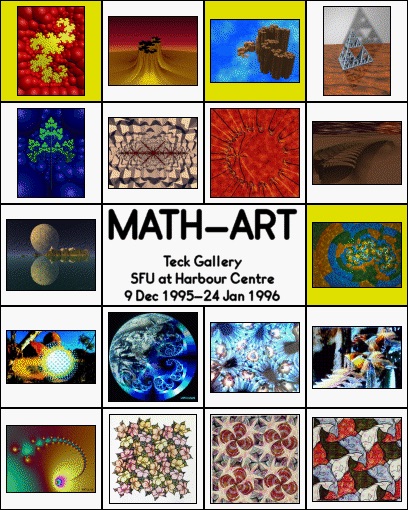 MATH–ART
Teck Gallery
SFU at Harbour Centre
9 Dec 1995–24 Jan 1996